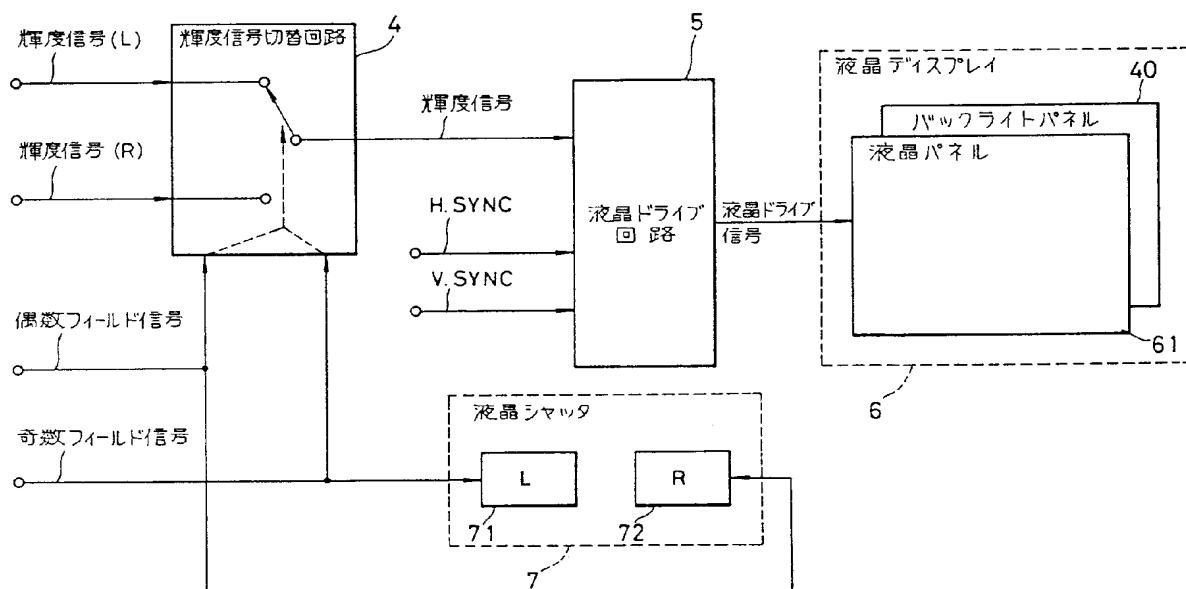 輝度信号(L)
輝度信号切替回路
4
輝度信号(R)
輝度信号
H.SYNC
V.SYNC
5
液晶ドライブ
回路
液晶ドライブ
信号
液晶ディスプレイ
40
バックライトパネル
液晶パネル
61
6
偶数フィールド信号
奇数フィールド信号
液晶シャッタ
L
R
71
72
7